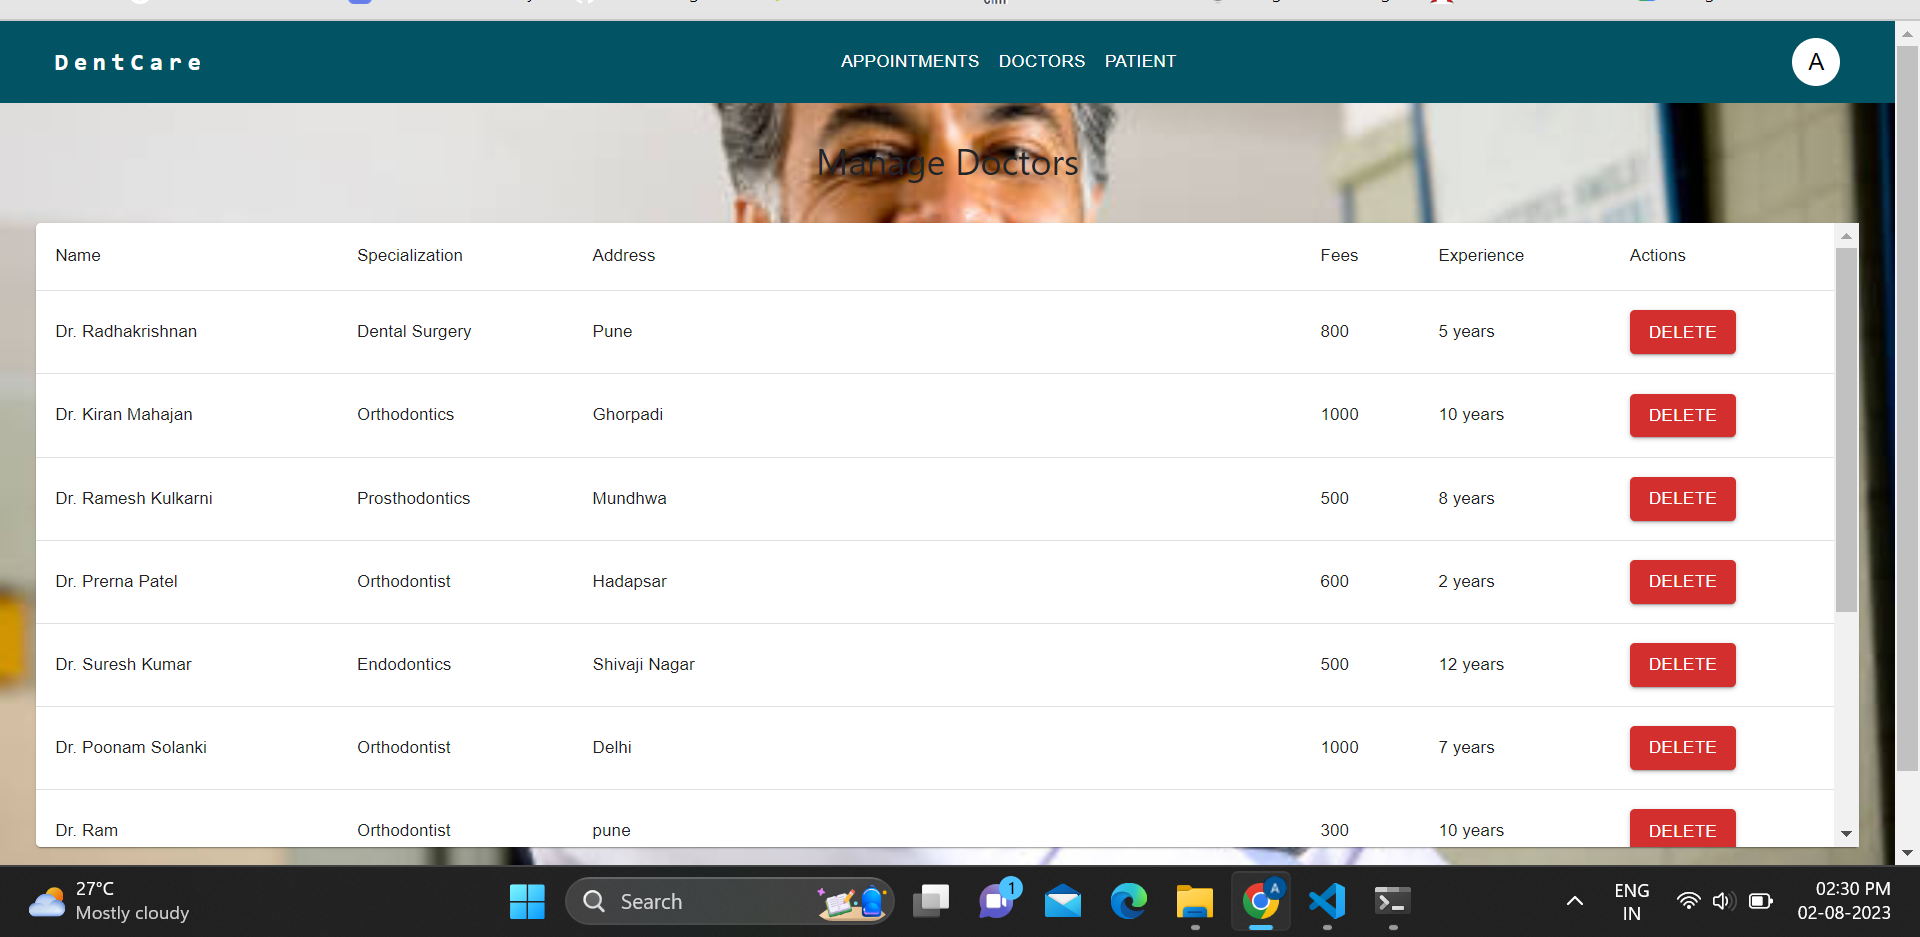 DentCare
APPOINTMENTS DOCTORS PATIENT
A
Manage Doctors
Name Specialization Address Fees Experience Actions
Dr. Radhakrishnan Dental Surgery Pune 800 5 years DELETE
Dr. Kiran Mahajan Orthodontics Ghorpadi 1000 10 years DELETE
Dr. Ramesh Kulkarni Prosthodontics Mundhwa 500 8 years DELETE
Dr. Prerna Patel Orthodontist Hadapsar 600 2 years DELETE
Dr. Suresh Kumar Endodontics Shivaji Nagar 500 12 years DELETE
Dr. Poonam Solanki Orthodontist Delhi 1000 7 years DELETE
Dr. Ram Orthodontist pune 300 10 years DELETE
27°C
Mostly cloudy
Search
1
A
ENG
IN
02:30 PM
02-08-2023